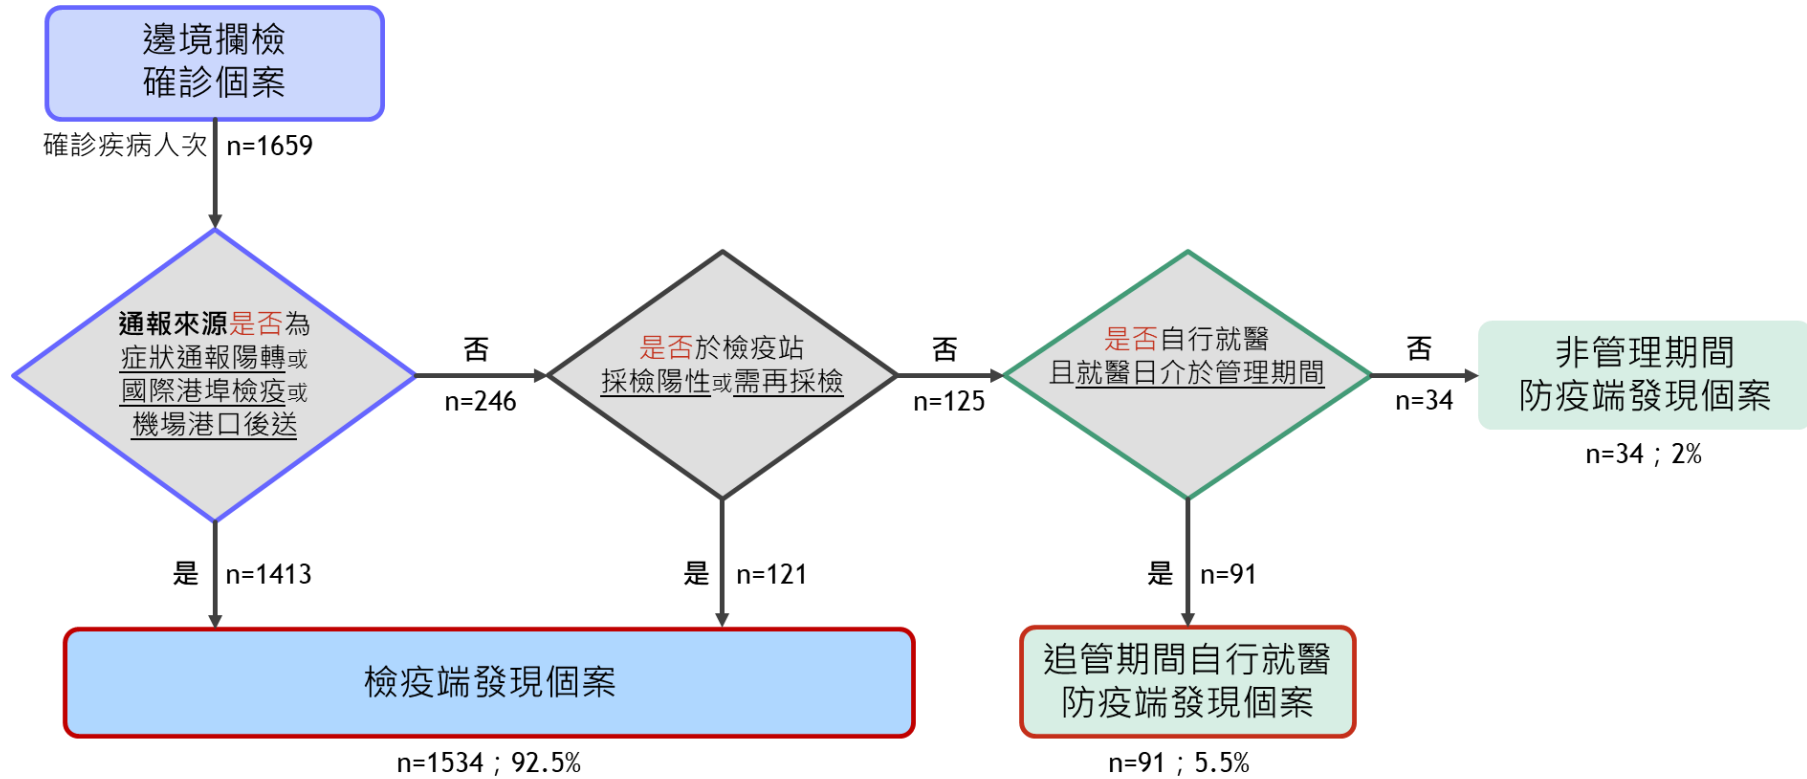 邊境攔檢
確診個案
確診疾病人次 n=1659
通報來源是否為
症狀通報陽轉或
國際港埠檢疫或
機場港口後送
否
n=246
是否於檢疫站
採檢陽性或需再採檢
否
n=125
是否自行就醫
且就醫日介於管理期間
否
n=34
非管理期間
防疫端發現個案
n=34；2%
是 n=1413
是 n=121
是 n=91
檢疫端發現個案
n=1534；92.5%
追管期間自行就醫
防疫端發現個案
n=91；5.5%